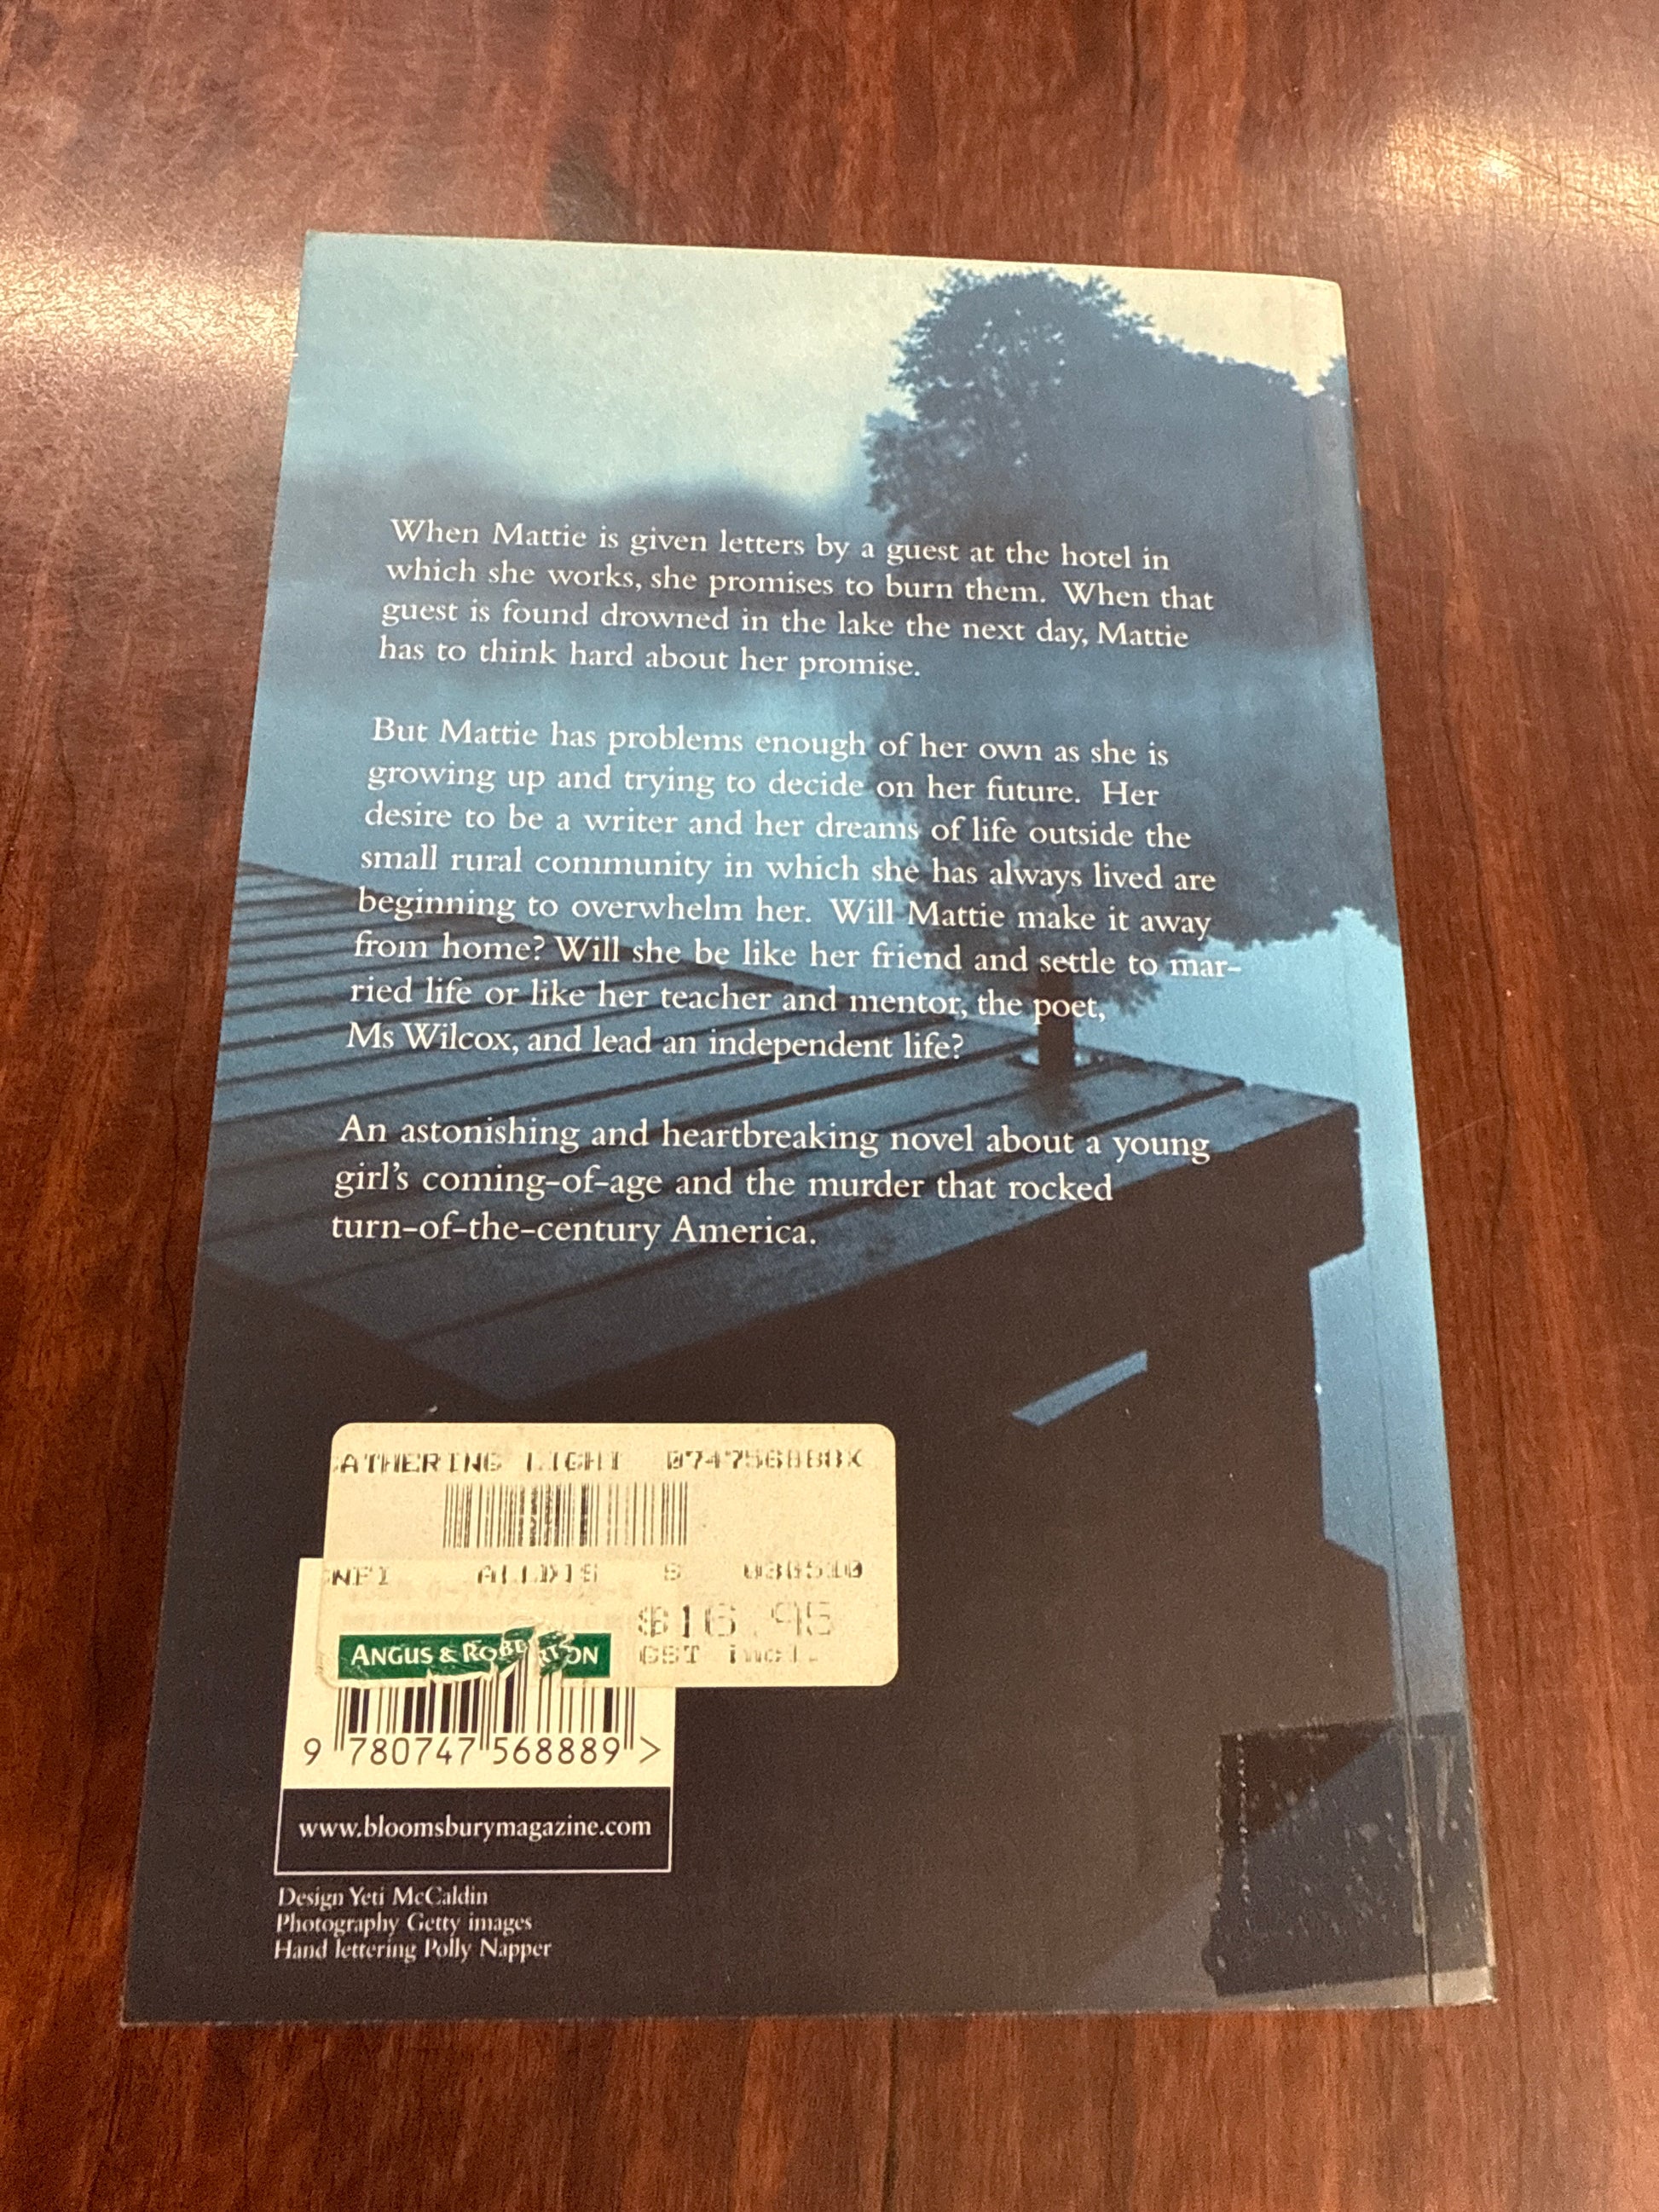 When Mattie is given letters by a guest at the hotel in
which she works, she promises to burn them. When that
guest is found drowned in the lake the next day, Mattie
has to think hard about her promise.
But Mattie has problems enough of her own as she is
growing up and trying to decide on her future. Her
desire to be a writer and her dreams of life outside the
small rural community in which she has always lived are
beginning to overwhelm her. Will Mattie make it away
from home? Will she be like her friend and settle to mar-
ried life or like her teacher and mentor, the poet,
Ms Wilcox, and lead an independent life?
An astonishing and heartbreaking novel about a young
girl's coming-of-age and the murder that rocked
turn-of-the-century America.
ATHERING LIGHT 074756888X
NFI ALLDIS S
$16.95
ANGUS & ROBERTSON GST incl.
9 780747 568889 >
www.bloomsburymagazine.com
Design Yeti McCaldin
Photography Getty images
Hand lettering Polly Napper